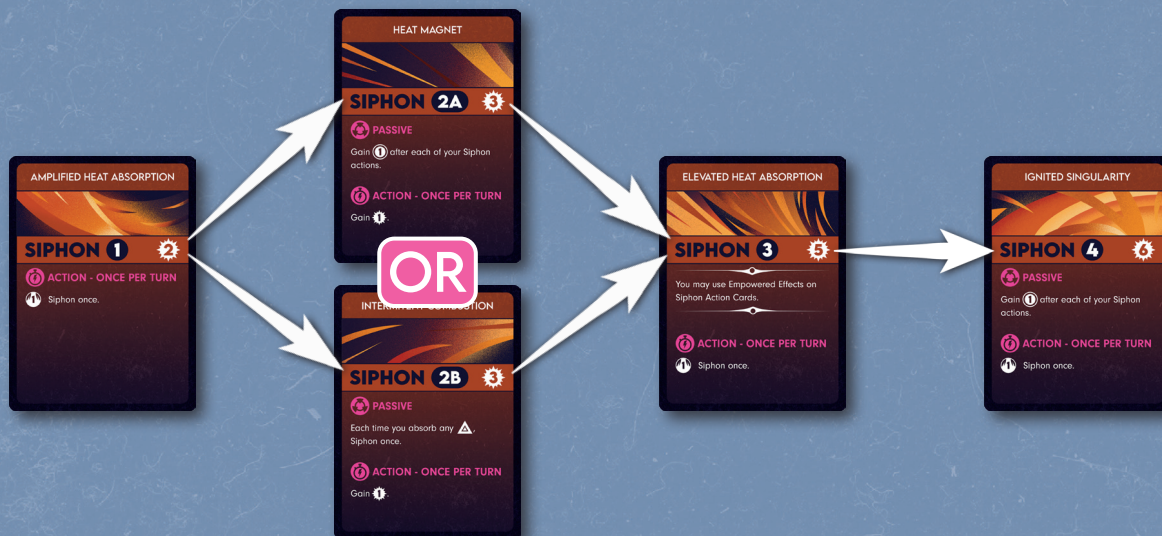 AMPLIFIED HEAT ABSORPTION
SIPHON 1 2
ACTION - ONCE PER TURN
1 Siphon once.
HEAT MAGNET
SIPHON 2A 3
PASSIVE
Gain 1 after each of your Siphon
actions.
ACTION - ONCE PER TURN
Gain 1.
OR
SIPHON 2B 3
PASSIVE
Each time you absorb any
Siphon once.
ACTION - ONCE PER TURN
Gain 1.
ELEVATED HEAT ABSORPTION
SIPHON 3 5
You may use Empowered Effects on
Siphon Action Cards.
ACTION - ONCE PER TURN
1 Siphon once.
IGNITED SINGULARITY
SIPHON 4 6
PASSIVE
Gain 1 after each of your Siphon
actions.
ACTION - ONCE PER TURN
1 Siphon once.